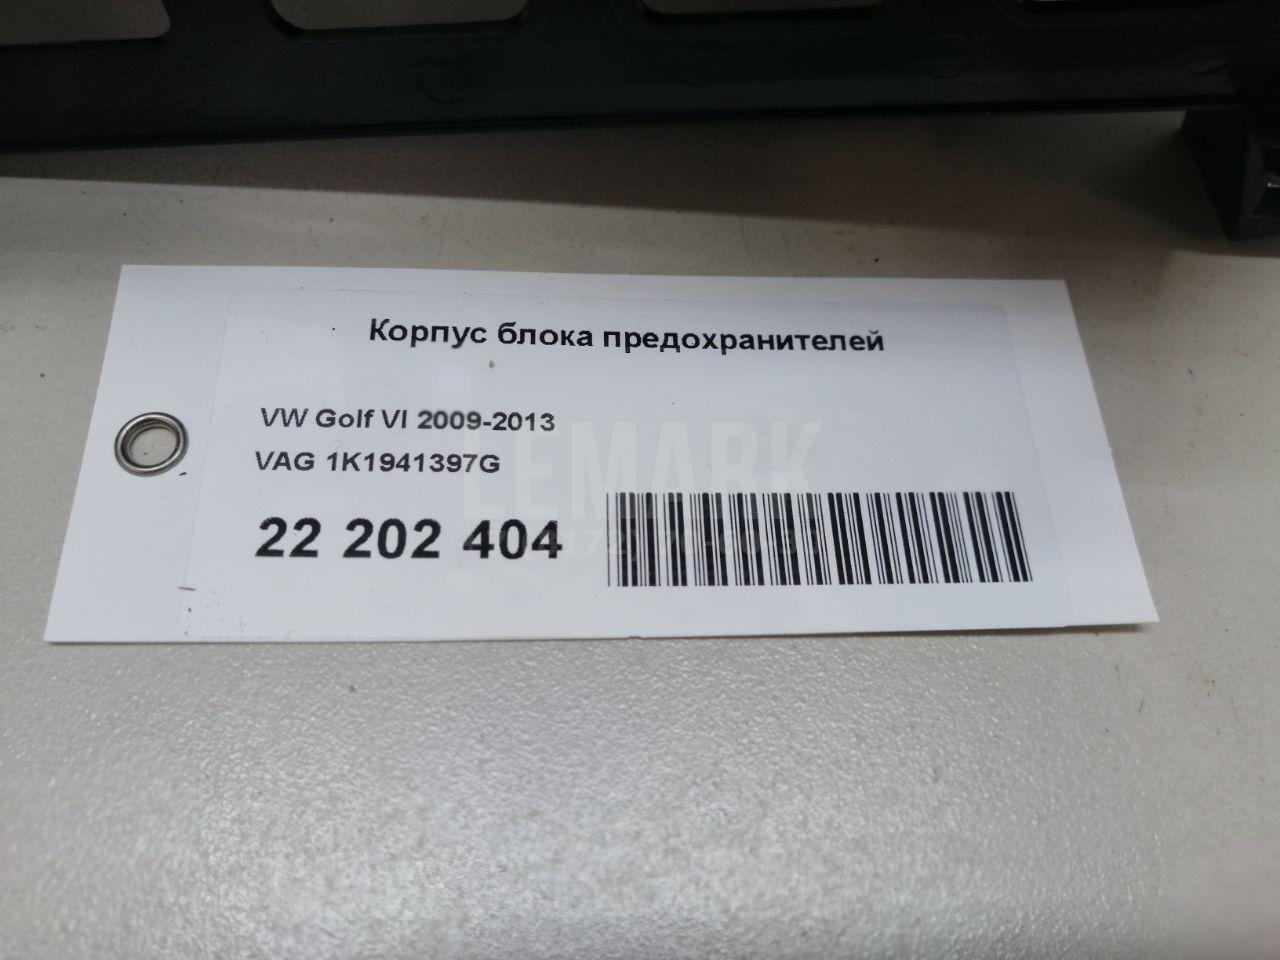 Корпус блока предохранителей
VW Golf VI 2009-2013
VAG 1K1941397G
LEMARK
22 202 404